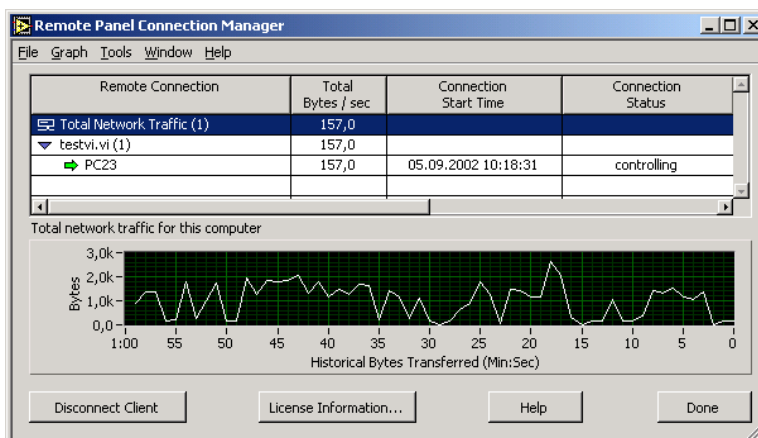 Remote Panel Connection Manager
File Graph Tools Window Help
Remote Connection Total Bytes / sec Connection Start Time Connection Status
Total Network Traffic (1) 157,0
testvi.vi (1) 157,0
PC23 157,0 05.09.2002 10:18:31 controlling
Total network traffic for this computer
3,0k
2,0k
1,0k
0,0
Bytes
1:00 55 50 45 40 35 30 25 20 15 10 5 0
Historical Bytes Transferred (Min:Sec)
Disconnect Client License Information... Help Done